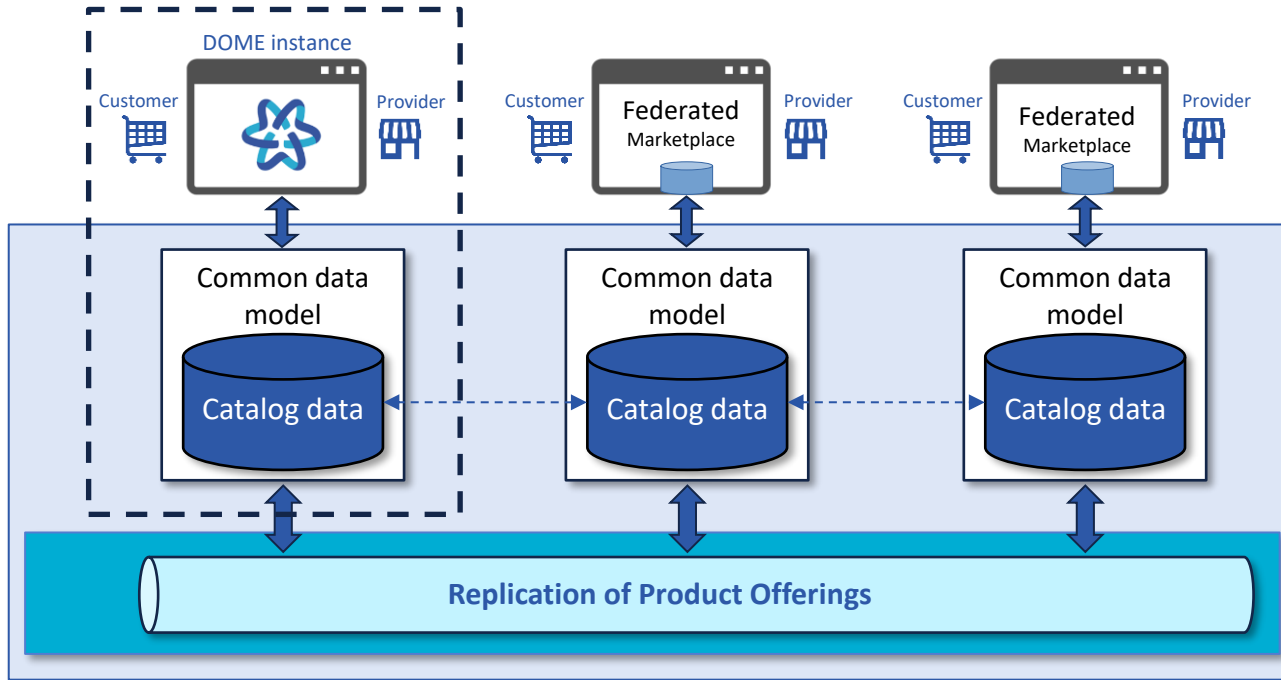 DOME instance
Customer
Provider
Customer
Federated
Marketplace
Provider
Customer
Federated
Marketplace
Provider
Common data
model
Catalog data
Common data
model
Catalog data
Common data
model
Catalog data
Replication of Product Offerings